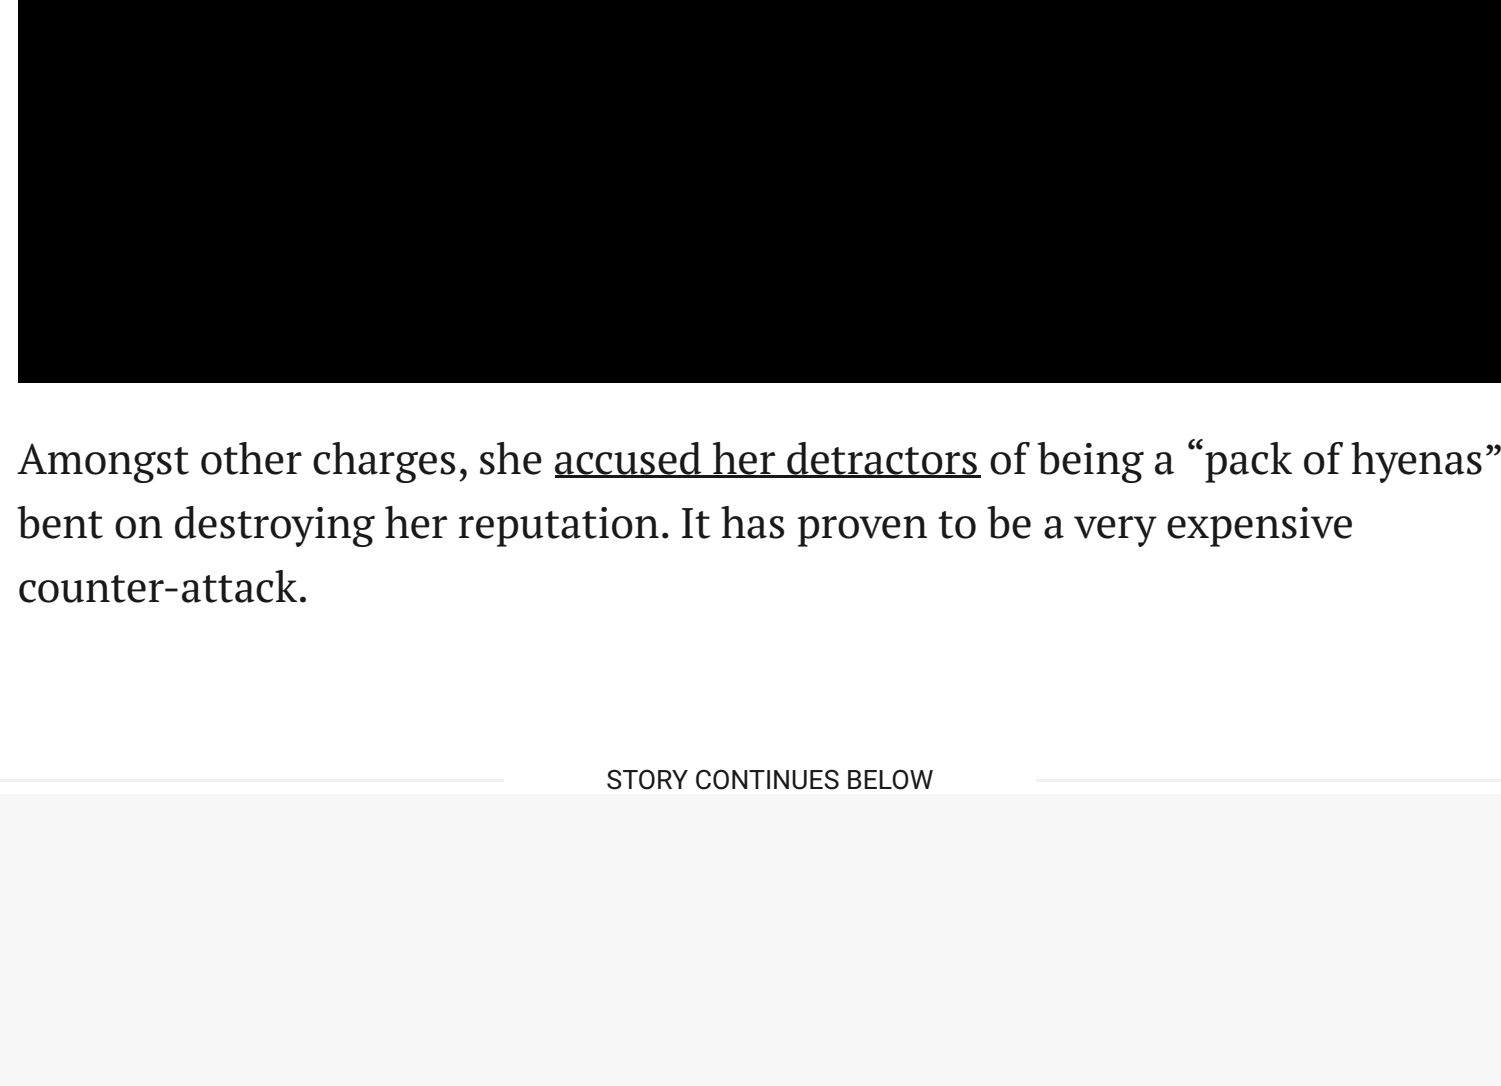 Amongst other charges, she accused her detractors of being a “pack of hyenas”
bent on destroying her reputation. It has proven to be a very expensive
counter-attack.
STORY CONTINUES BELOW